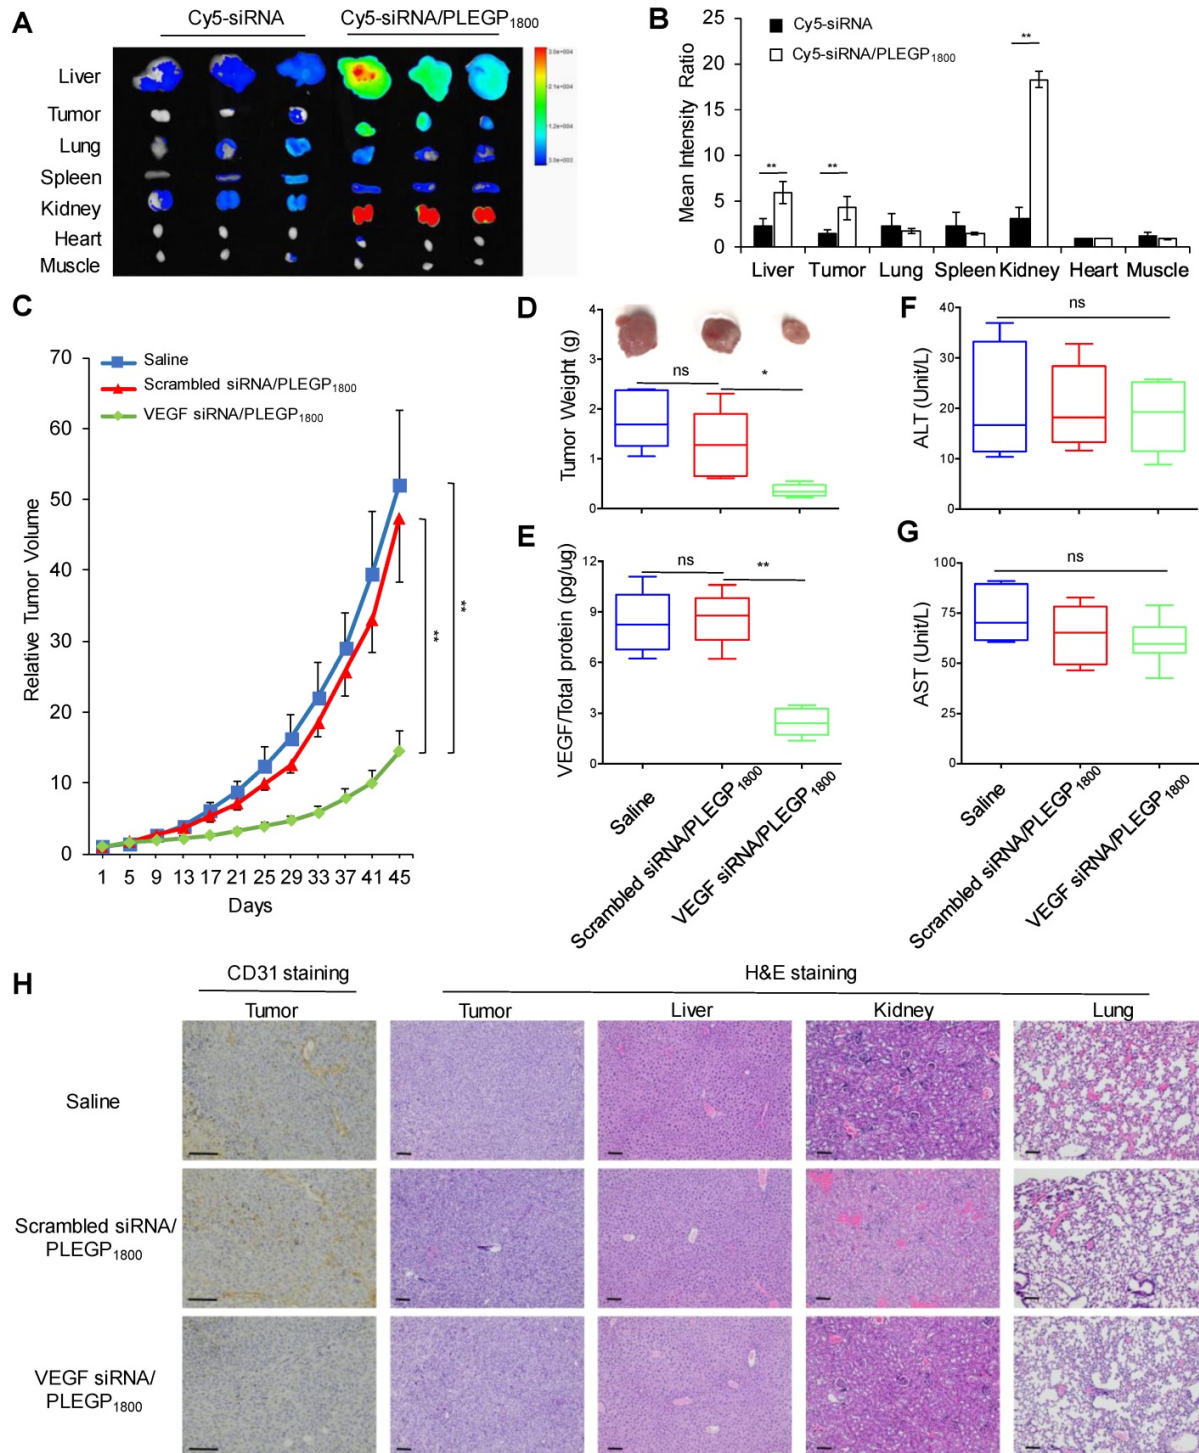 A
Cy5-siRNA
Cy5-siRNA/PLEGP1800
Liver
Tumor
Lung
Spleen
Kidney
Heart
Muscle
B
Mean Intensity Ratio
25
20
15
10
5
0
Cy5-siRNA
Cy5-siRNA/PLEGP1800
**
**
**
Liver Tumor Lung Spleen Kidney Heart Muscle
C
Relative Tumor Volume
70
60
50
40
30
20
10
0
Saline
Scrambled siRNA/PLEGP1800
VEGF siRNA/PLEGP1800
**
**
1 5 9 13 17 21 25 29 33 37 41 45
Days
D
Tumor Weight (g)
4
3
2
1
0
ns
*
E
VEGF/Total protein (pg/ug)
12
9
6
3
0
ns
**
Saline
Scrambled siRNA/PLEGP1800
VEGF siRNA/PLEGP1800
F
ALT (Unit/L)
40
30
20
10
0
ns
G
AST (Unit/L)
100
75
50
25
0
ns
Saline
Scrambled siRNA/PLEGP1800
VEGF siRNA/PLEGP1800
H
CD31 staining
H&E staining
Tumor Tumor Liver Kidney Lung
Saline
Scrambled siRNA/
PLEGP1800
VEGF siRNA/
PLEGP1800